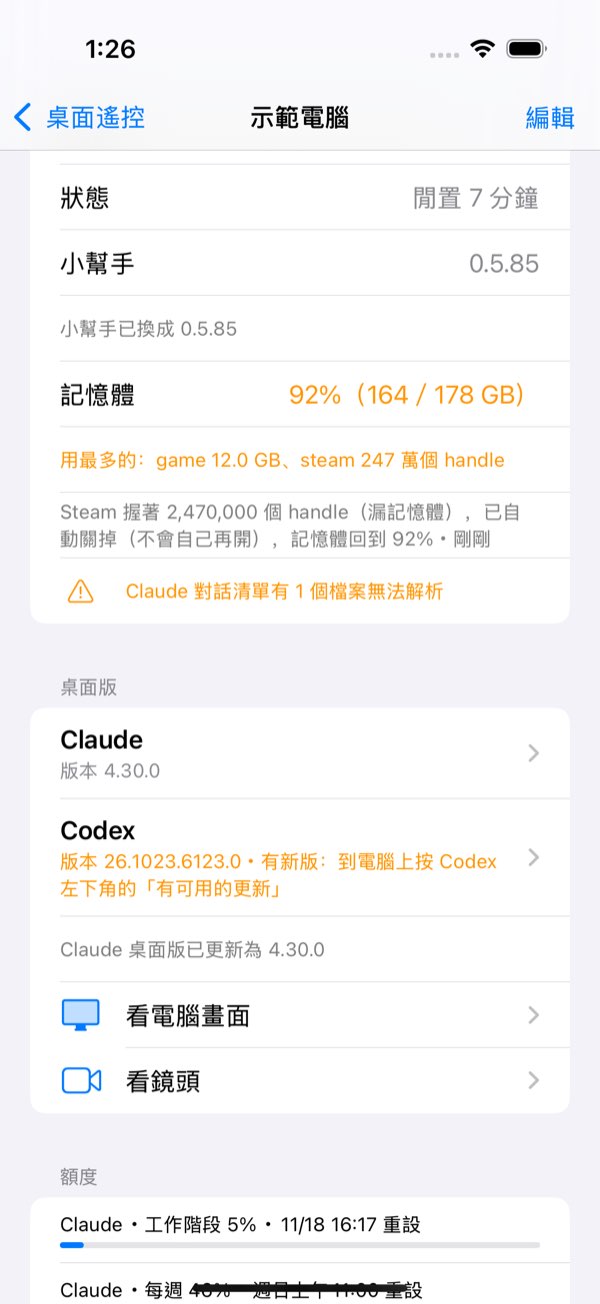 1:26
桌面遙控
示範電腦
編輯
狀態
閒置 7 分鐘
小幫手
0.5.85
小幫手已換成 0.5.85
記憶體
92%（164 / 178 GB）
用最多的：game 12.0 GB、steam 247 萬個 handle
Steam 握著 2,470,000 個 handle（漏記憶體），已自
動關掉（不會自己再開），記憶體回到 92%・剛剛
Claude 對話清單有 1 個檔案無法解析
桌面版
Claude
版本 4.30.0
Codex
版本 26.1023.6123.0・有新版：到電腦上按 Codex
左下角的「有可用的更新」
Claude 桌面版已更新為 4.30.0
看電腦畫面
看鏡頭
額度
Claude・工作階段 5%・ 11/18 16:17 重設
Claude・每週 重設